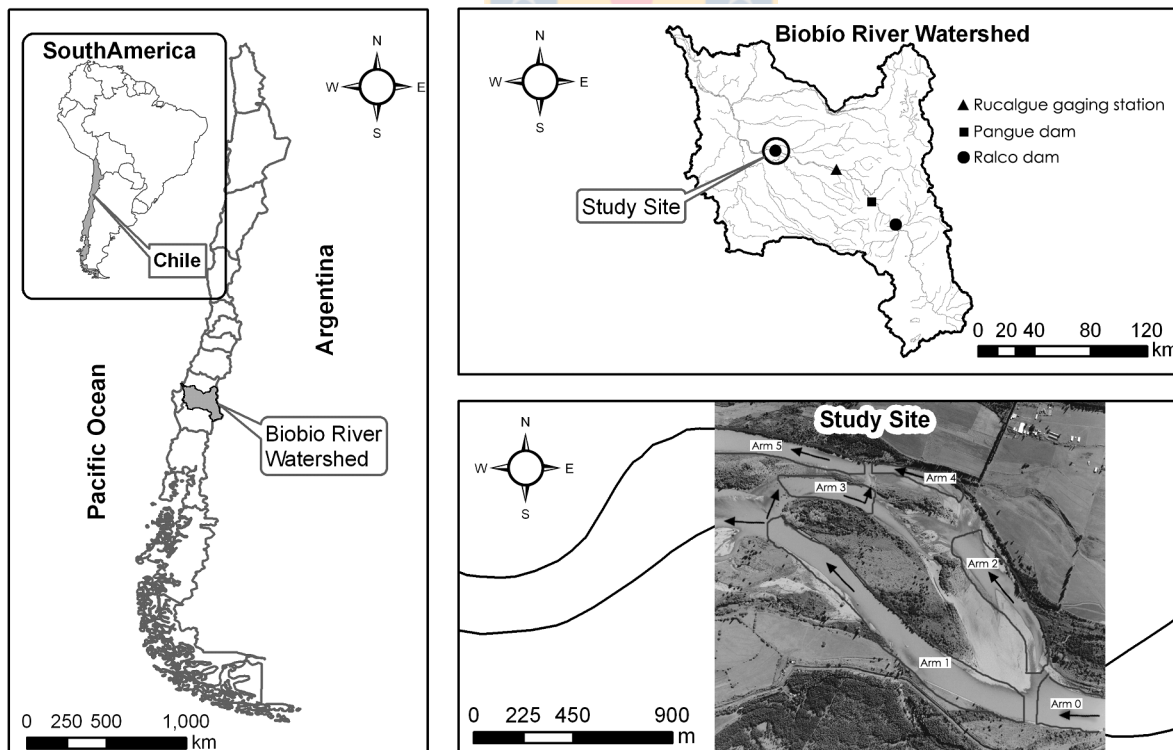 SouthAmerica
Chile
N
W
E
S
Argentina
Pacific Ocean
Biobio River
Watershed
0 250 500 1,000
km
Biobío River Watershed
N
W
E
S
Rucalgue gaging station
Pangue dam
Ralco dam
Study Site
0 20 40 80 120
km
Study Site
N
W
E
S
Arm 5
Arm 4
Arm 3
Arm 2
Arm 1
Arm 0
0 225 450 900
m